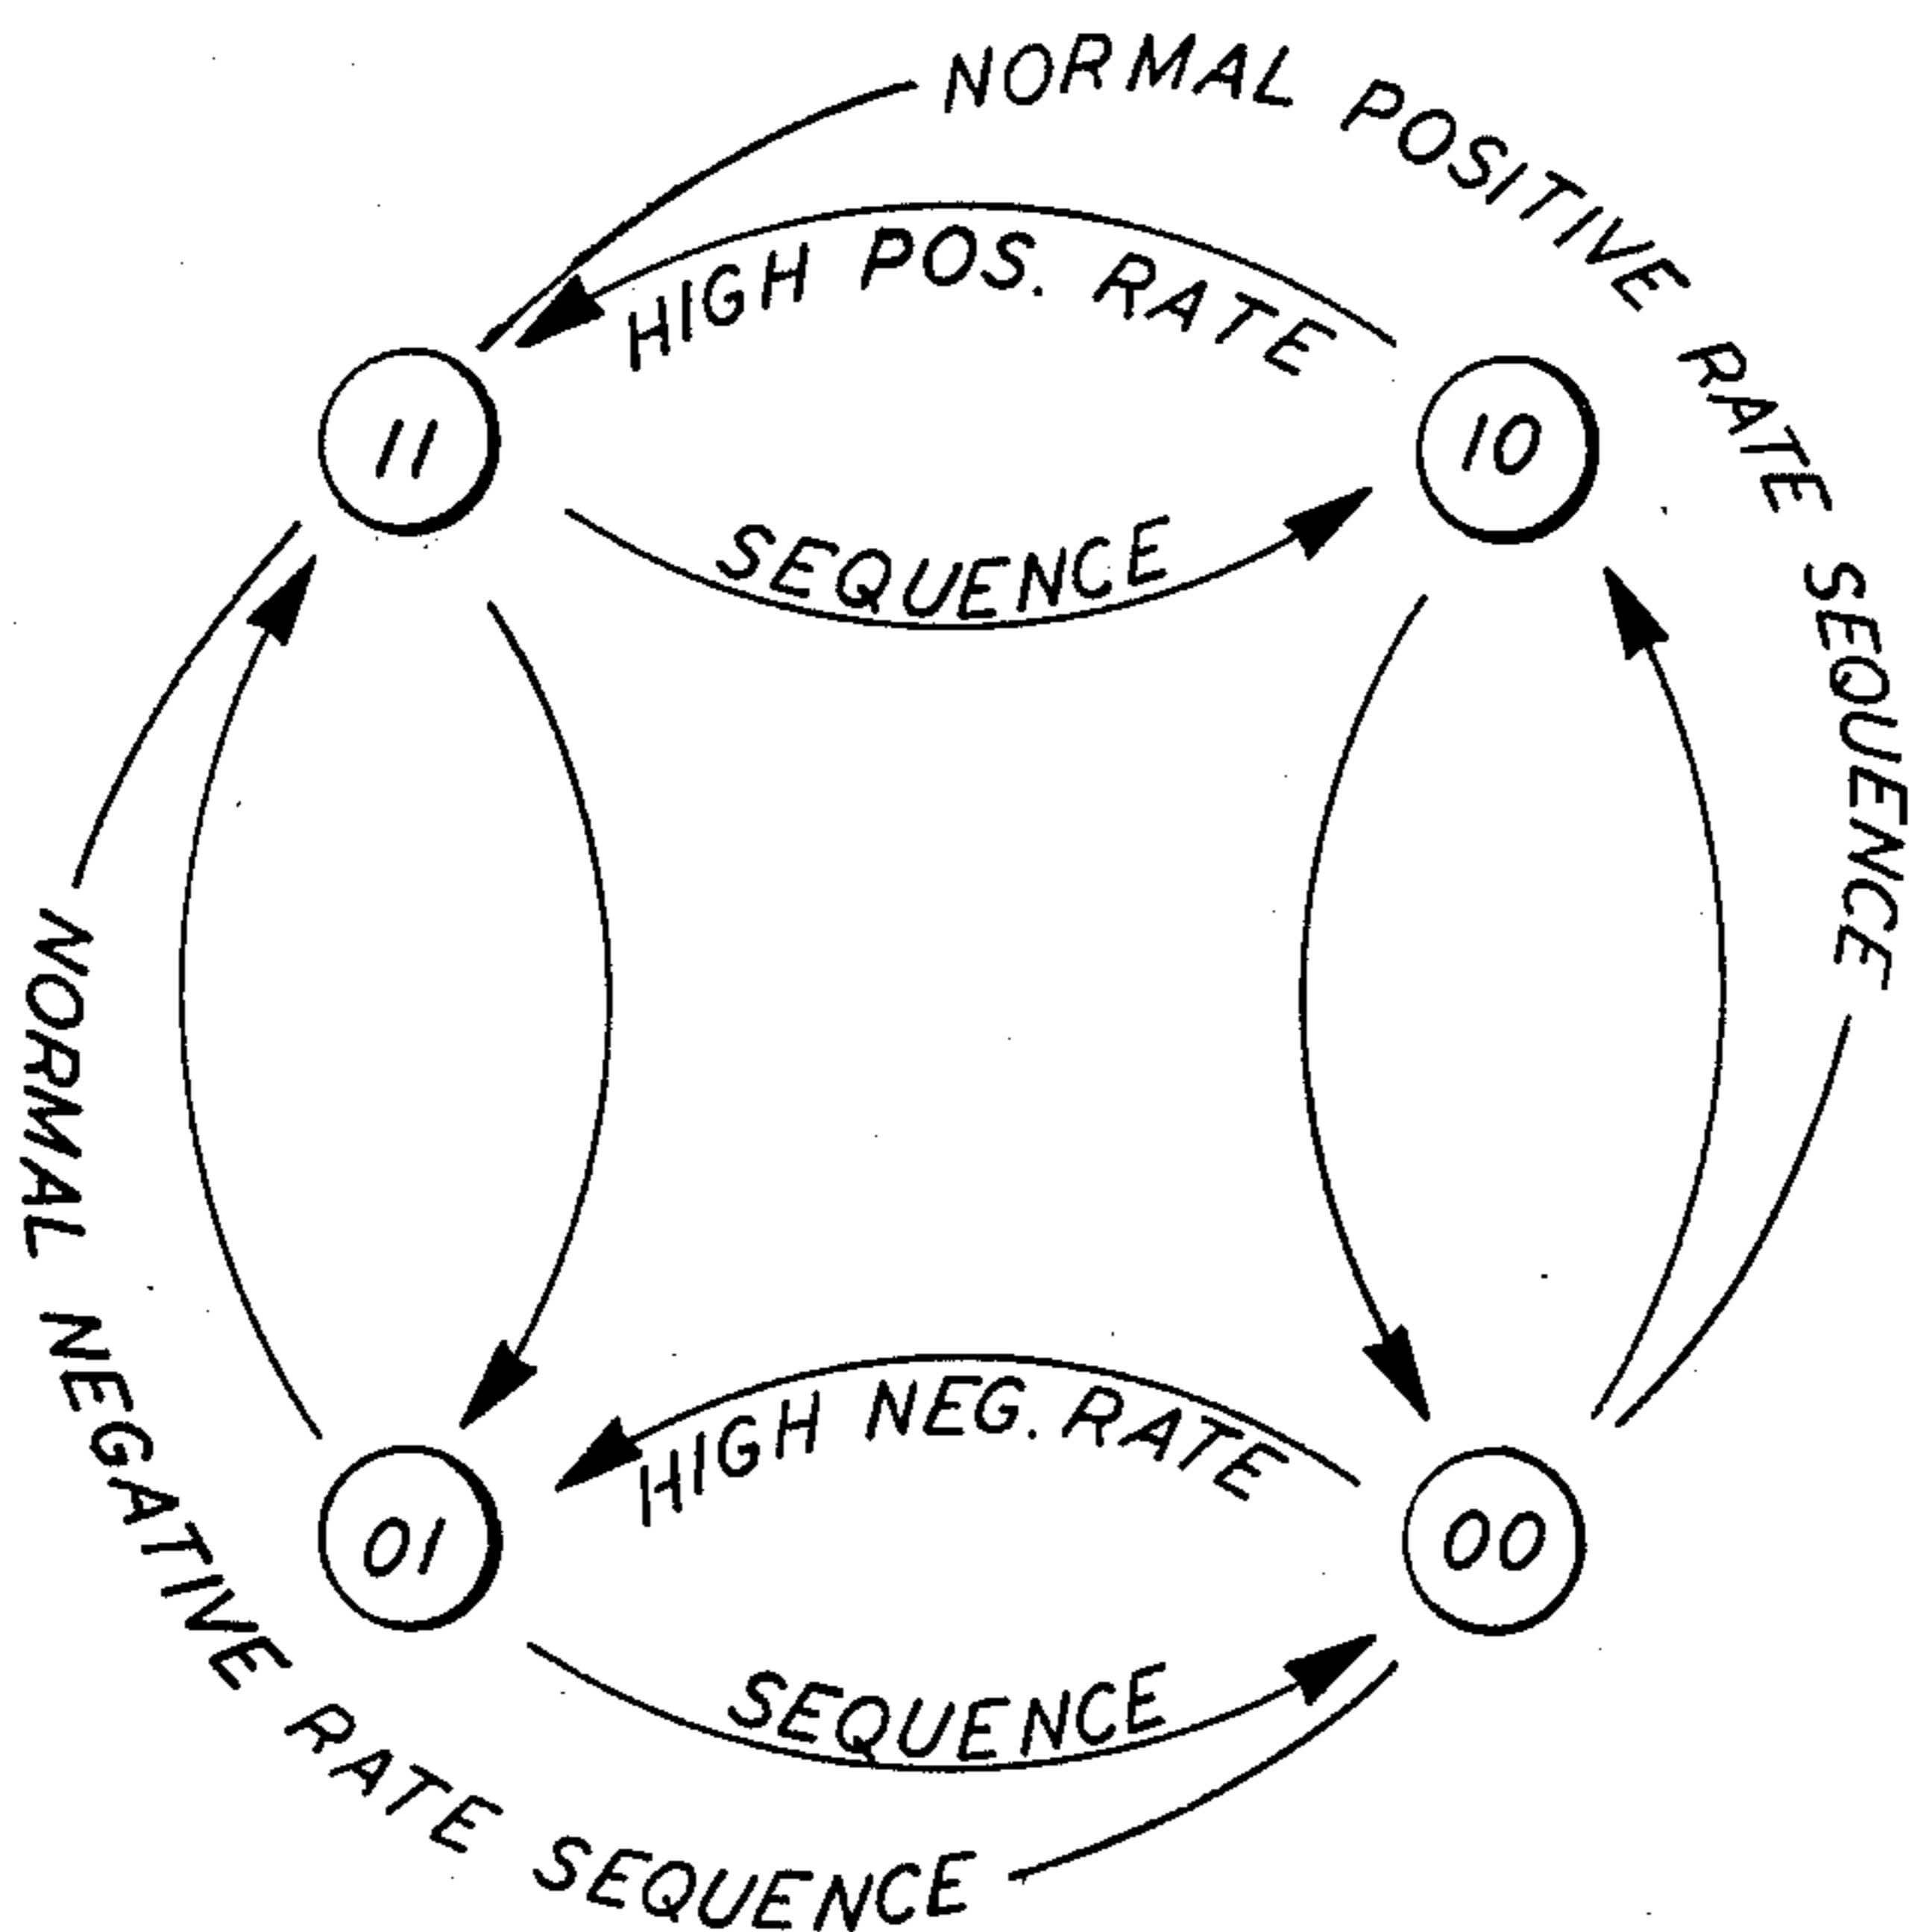 NORMAL POSITIVE RATE SEQUENCE
HIGH POS. RATE
11
10
SEQUENCE
HIGH NEG. RATE
01
00
SEQUENCE
NORMAL NEGATIVE RATE SEQUENCE